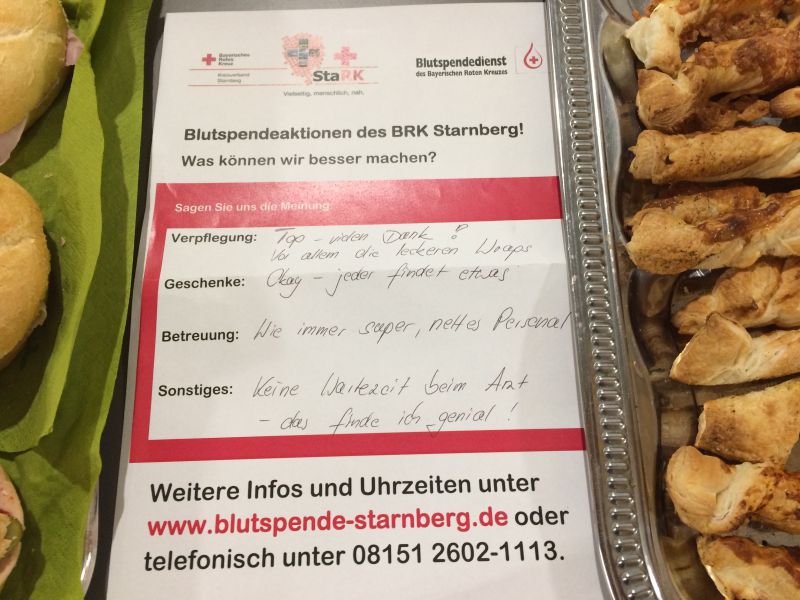 Bayerisches
Rotes
Kreuz
Kreisverband
Starnberg
StaRK
Vielseitig, menschlich, nah.
Blutspendedienst
des Bayerischen Roten Kreuzes
Blutspendeaktionen des BRK Starnberg!
Was können wir besser machen?
Sagen Sie uns die Meinung:
Verpflegung: Top - vielen Dank !
Vor allem die leckeren Wraps
Geschenke: Okay - jeder findet etwas
Betreuung: Wie immer super, nettes Personal
Sonstiges: Keine Wartezeit beim Arzt
- das finde ich genial !
Weitere Infos und Uhrzeiten unter
www.blutspende-starnberg.de oder
telefonisch unter 08151 2602-1113.